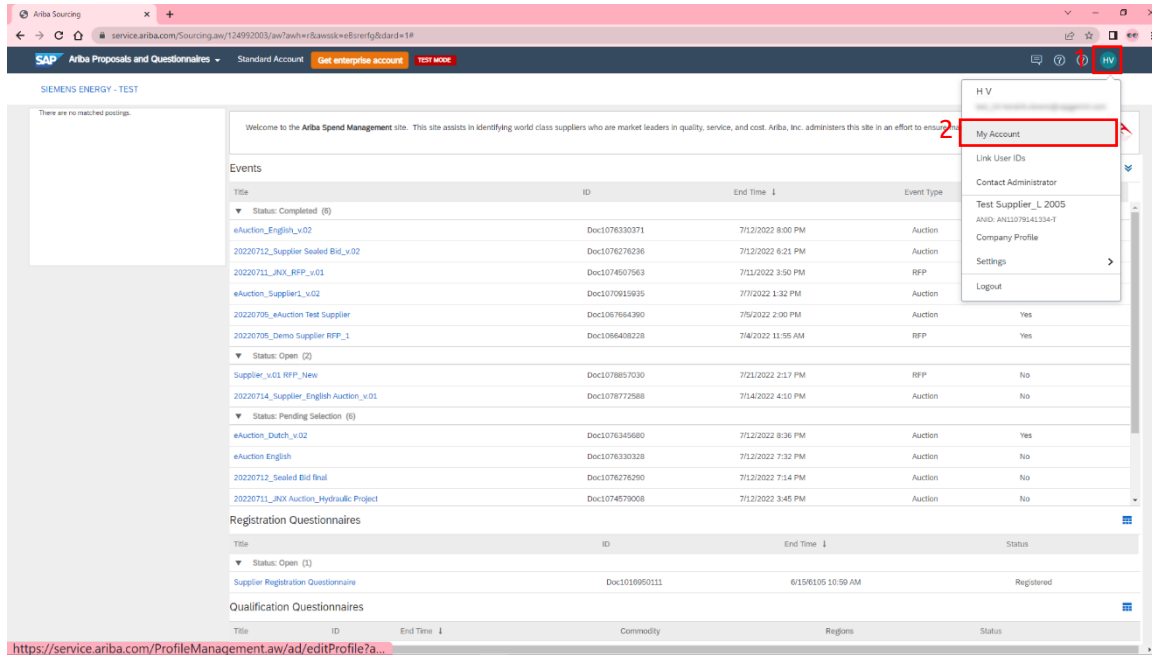 Ariba Sourcing
service.ariba.com/Sourcing.aw/124992003/aw?awh=r&awssk=eBsrerfg&dard=1#
SAP Ariba Proposals and Questionnaires Standard Account Get enterprise account TEST MODE 1 HV
SIEMENS ENERGY - TEST
H V
There are no matched postings.
Welcome to the Ariba Spend Management site. This site assists in identifying world class suppliers who are market leaders in quality, service, and cost. Ariba, Inc. administers this site in an effort to ensure
2 My Account
Link User IDs
Contact Administrator
Test Supplier_L 2005
ANID: AN11079141334-T
Company Profile
Settings
Logout
Events
Title ID End Time ↓ Event Type
Status: Completed (6)
eAuction_English_v.02 Doc1076330371 7/12/2022 8:00 PM Auction
20220712_Supplier Sealed Bid_v.02 Doc1076276236 7/12/2022 6:21 PM Auction
20220711_JNX_RFP_v.01 Doc1074507563 7/11/2022 3:50 PM RFP
eAuction_Supplier1_v.02 Doc1070915935 7/7/2022 1:32 PM Auction
20220705_eAuction Test Supplier Doc1067664390 7/5/2022 2:00 PM Auction Yes
20220705_Demo Supplier RFP_1 Doc1066408228 7/4/2022 11:55 AM RFP Yes
Status: Open (2)
Supplier_v.01 RFP_New Doc1078857030 7/21/2022 2:17 PM RFP No
20220714_Supplier_English Auction_v.01 Doc1078772588 7/14/2022 4:10 PM Auction No
Status: Pending Selection (6)
eAuction_Dutch_v.02 Doc1076345680 7/12/2022 8:36 PM Auction Yes
eAuction English Doc1076330328 7/12/2022 7:32 PM Auction No
20220712_Sealed Bid final Doc1076276290 7/12/2022 7:14 PM Auction No
20220711_JNX Auction_Hydraulic Project Doc1074579008 7/12/2022 3:45 PM Auction No
Registration Questionnaires
Title ID End Time ↓ Status
Status: Open (1)
Supplier Registration Questionnaire Doc1016950111 6/15/6105 10:59 AM Registered
Qualification Questionnaires
Title ID End Time ↓ Commodity Regions Status
https://service.ariba.com/ProfileManagement.aw/ad/editProfile?a...